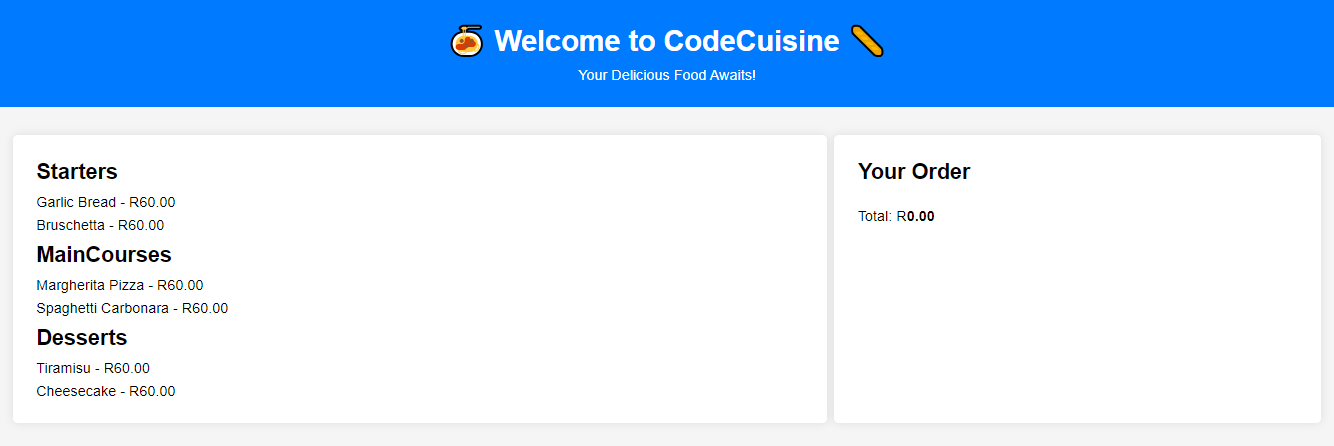 Welcome to CodeCuisine
Your Delicious Food Awaits!
Starters
Garlic Bread - R60.00
Bruschetta - R60.00
MainCourses
Margherita Pizza - R60.00
Spaghetti Carbonara - R60.00
Desserts
Tiramisu - R60.00
Cheesecake - R60.00
Your Order
Total: R0.00